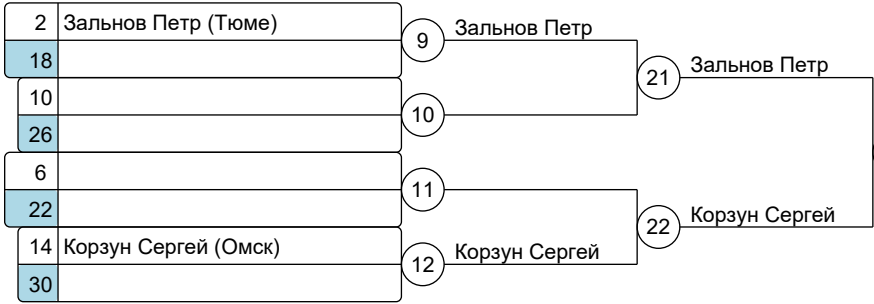 2 Зальнов Петр (Тюме)
18
10
26
6
22
14 Корзун Сергей (Омск)
30
9 Зальнов Петр
10
11
12 Корзун Сергей
21 Зальнов Петр
22 Корзун Сергей